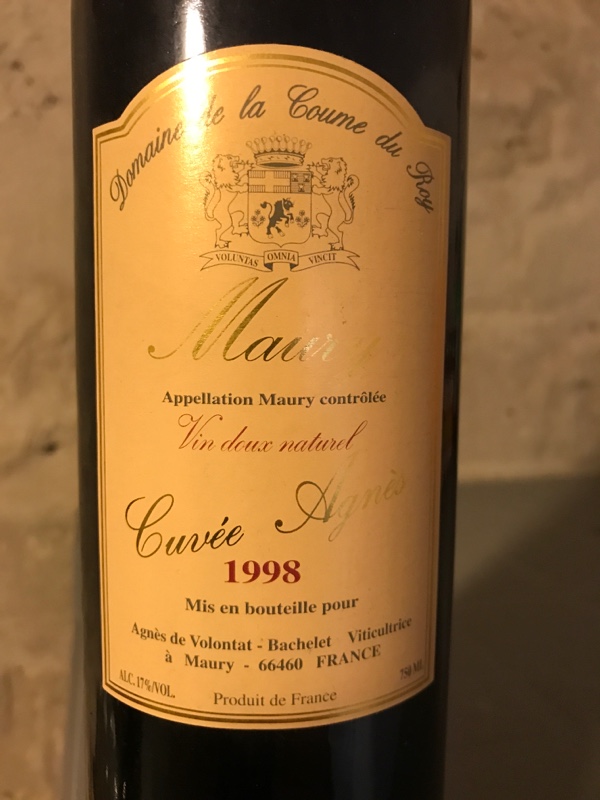 Domaine de la Coume du Roy
VOLUNTAS OMNIA VINCIT
Maury
Appellation Maury contrôlée
Vin doux naturel
Cuvée Agnès
1998
Mis en bouteille pour
Agnès de Volontat - Bachelet Viticultrice
à Maury - 66460 FRANCE
ALC. 17%/VOL. 750 ML
Produit de France